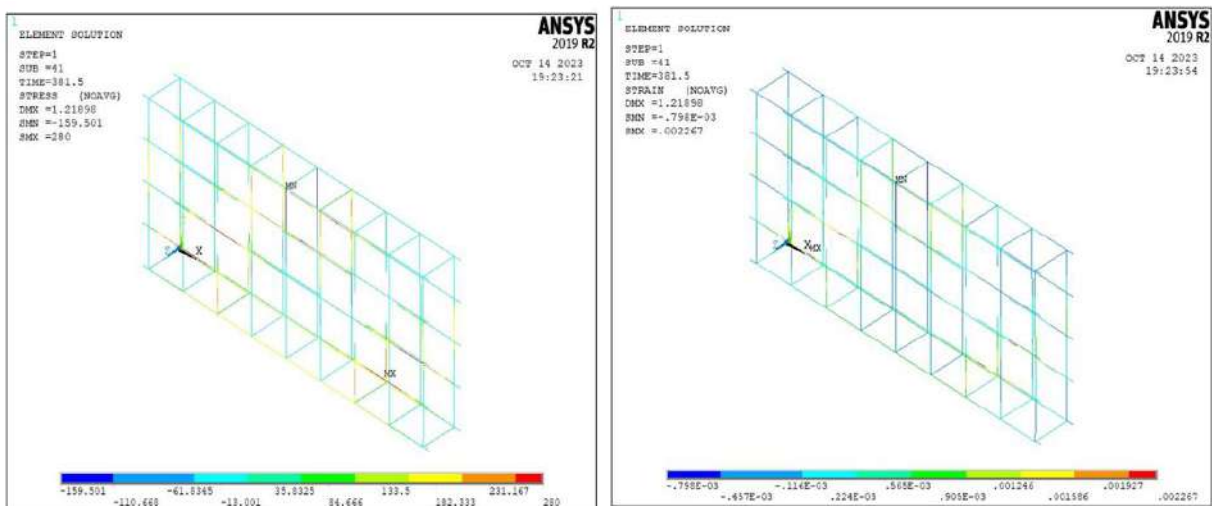 1
ELEMENT SOLUTION
STEP=1
SUB =41
TIME=381.5
STRESS (NOAVG)
DMX =1.21898
SMN =-159.501
SMX =280
ANSYS
2019 R2
OCT 14 2023
19:23:21
MN
Z X
MX
-159.501 -61.8345 35.8325 133.5 231.167
-110.668 -13.001 84.666 182.333 280
1
ELEMENT SOLUTION
STEP=1
SUB =41
TIME=381.5
STRAIN (NOAVG)
DMX =1.21898
SMN =-.798E-03
SMX =.002267
ANSYS
2019 R2
OCT 14 2023
19:23:54
MN
Z X MX
-.798E-03 -.116E-03 .565E-03 .001246 .001927
-.457E-03 .224E-03 .905E-03 .001586 .002267